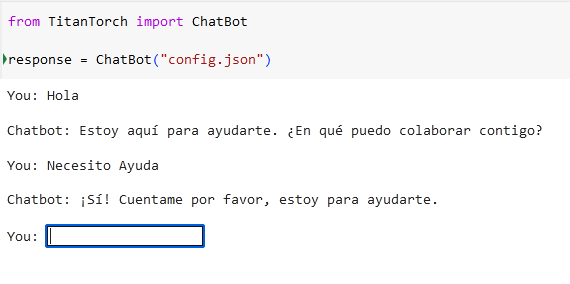 from TitanTorch import ChatBot
response = ChatBot("config.json")
You: Hola
Chatbot: Estoy aquí para ayudarte. ¿En qué puedo colaborar contigo?
You: Necesito Ayuda
Chatbot: ¡Sí! Cuentame por favor, estoy para ayudarte.
You: